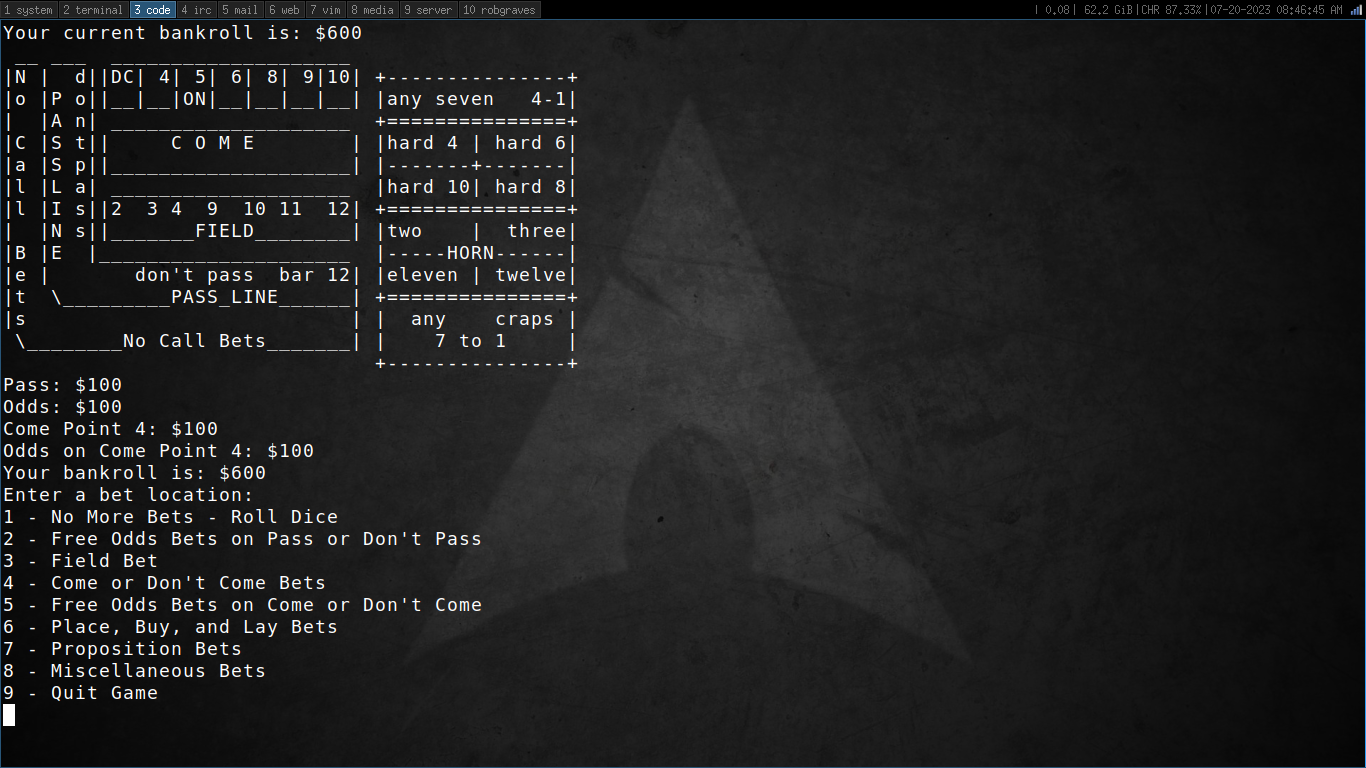 1 system 2 terminal 3 code 4 irc 5 mail 6 web 7 vim 8 media 9 server 10 robgraves | 0.08| 62.2 GiB|CHR 87.33%|07-20-2023 08:46:45 AM
Your current bankroll is: $600
 __ ___  ____________________
|N |  d||DC| 4| 5| 6| 8| 9|10|  +---------------+
|o |P o||__|__|ON|__|__|__|__|  |any seven   4-1|
|  |A n| ____________________   +===============+
|C |S t||     C O M E        |  |hard 4 | hard 6|
|a |S p||____________________|  |-------+-------|
|l |L a| ____________________   |hard 10| hard 8|
|l |I s||2  3 4  9  10 11  12|  +===============+
|  |N s||_______FIELD________|  |two    |  three|
|B |E  |_____________________   |-----HORN------|
|e |       don't pass  bar 12|  |eleven | twelve|
|t  \_________PASS_LINE______|  +===============+
|s                           |  |  any    craps |
 \________No Call Bets_______|  |    7 to 1     |
                                +---------------+
Pass: $100
Odds: $100
Come Point 4: $100
Odds on Come Point 4: $100
Your bankroll is: $600
Enter a bet location:
1 - No More Bets - Roll Dice
2 - Free Odds Bets on Pass or Don't Pass
3 - Field Bet
4 - Come or Don't Come Bets
5 - Free Odds Bets on Come or Don't Come
6 - Place, Buy, and Lay Bets
7 - Proposition Bets
8 - Miscellaneous Bets
9 - Quit Game